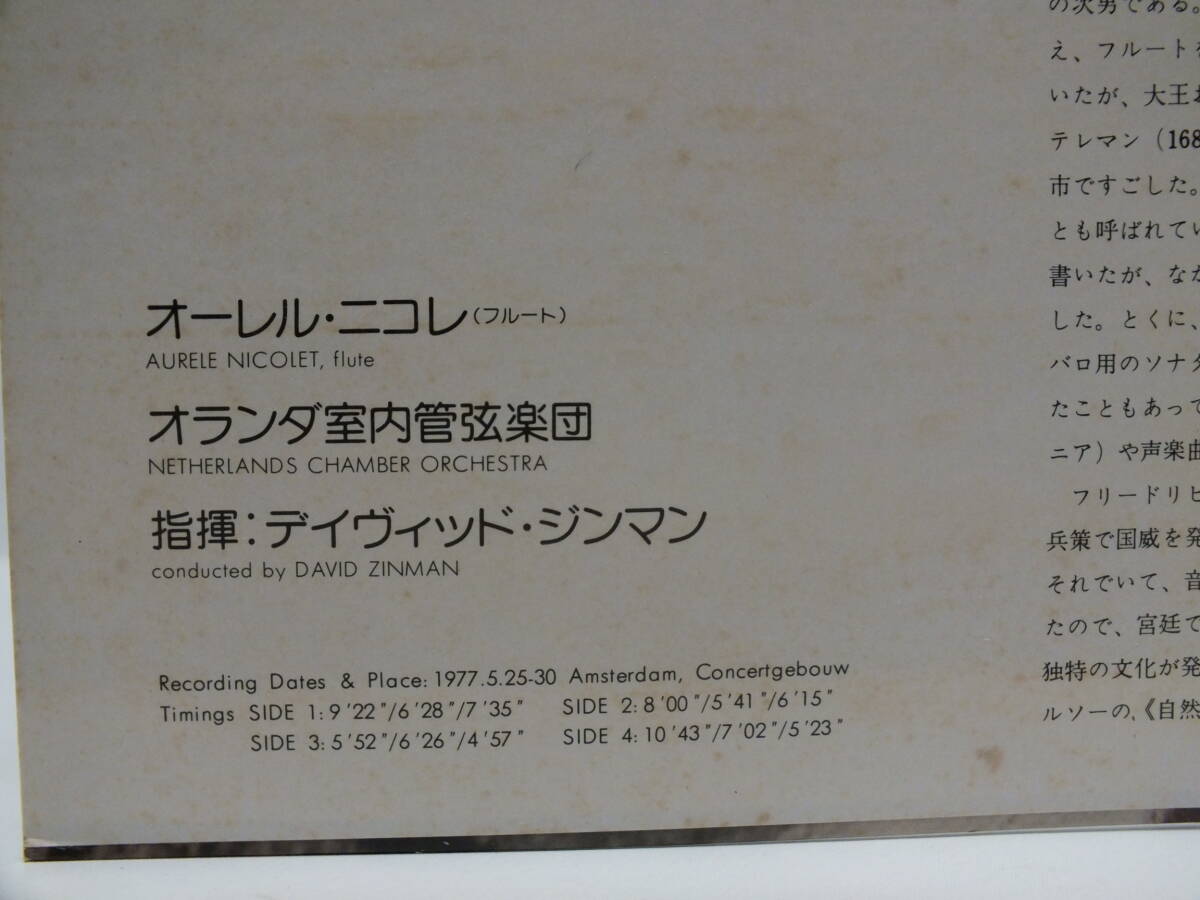 オーレル・ニコレ(フルート)
AURELE NICOLET, flute
オランダ室内管弦楽団
NETHERLANDS CHAMBER ORCHESTRA
指揮:デイヴィッド・ジンマン
conducted by DAVID ZINMAN
Recording Dates & Place: 1977.5.25-30 Amsterdam, Concertgebouw
Timings SIDE 1: 9'22"/6'28"/7'35" SIDE 2: 8'00"/5'41"/6'15"
SIDE 3: 5'52"/6'26"/4'57" SIDE 4: 10'43"/7'02"/5'23"
の次男である。
え、フルートを
いたが、大王
テレマン(168
市ですごした。
とも呼ばれてい
書いたが、なか
した。とくに、
バロ用のソナタ
たこともあって
ニア)や声楽曲
フリードリヒ
兵策で国威を発
それでいて、音
たので、宮廷で
独特の文化が発
ルソーの、《自然